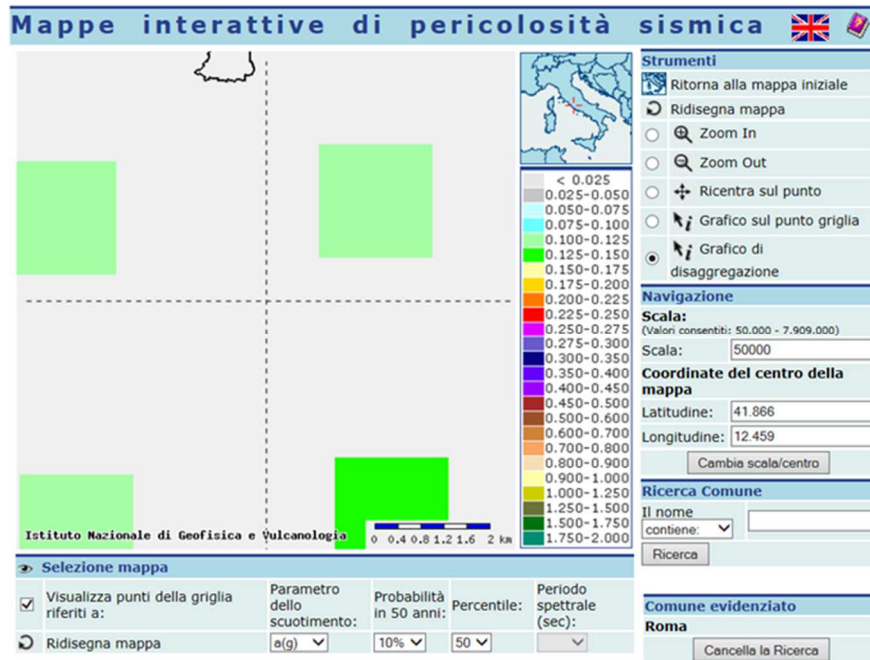 Mappe interattive di pericolosità sismica
Istituto Nazionale di Geofisica e Vulcanologia
0 0.4 0.8 1.2 1.6 2 km
< 0.025
0.025-0.050
0.050-0.075
0.075-0.100
0.100-0.125
0.125-0.150
0.150-0.175
0.175-0.200
0.200-0.225
0.225-0.250
0.250-0.275
0.275-0.300
0.300-0.350
0.350-0.400
0.400-0.450
0.450-0.500
0.500-0.600
0.600-0.700
0.700-0.800
0.800-0.900
0.900-1.000
1.000-1.250
1.250-1.500
1.500-1.750
1.750-2.000
Strumenti
Ritorna alla mappa iniziale
Ridisegna mappa
Zoom In
Zoom Out
Ricentra sul punto
Grafico sul punto griglia
Grafico di
disaggregazione
Navigazione
Scala:
(Valori consentiti: 50.000 - 7.909.000)
Scala: 50000
Coordinate del centro della
mappa
Latitudine: 41.866
Longitudine: 12.459
Cambia scala/centro
Ricerca Comune
Il nome
contiene:
Ricerca
Comune evidenziato
Roma
Cancella la Ricerca
Selezione mappa
Visualizza punti della griglia
riferiti a:
Parametro
dello
scuotimento:
Probabilità
in 50 anni:
Percentile:
Periodo
spettrale
(sec):
Ridisegna mappa
a(g)
10%
50